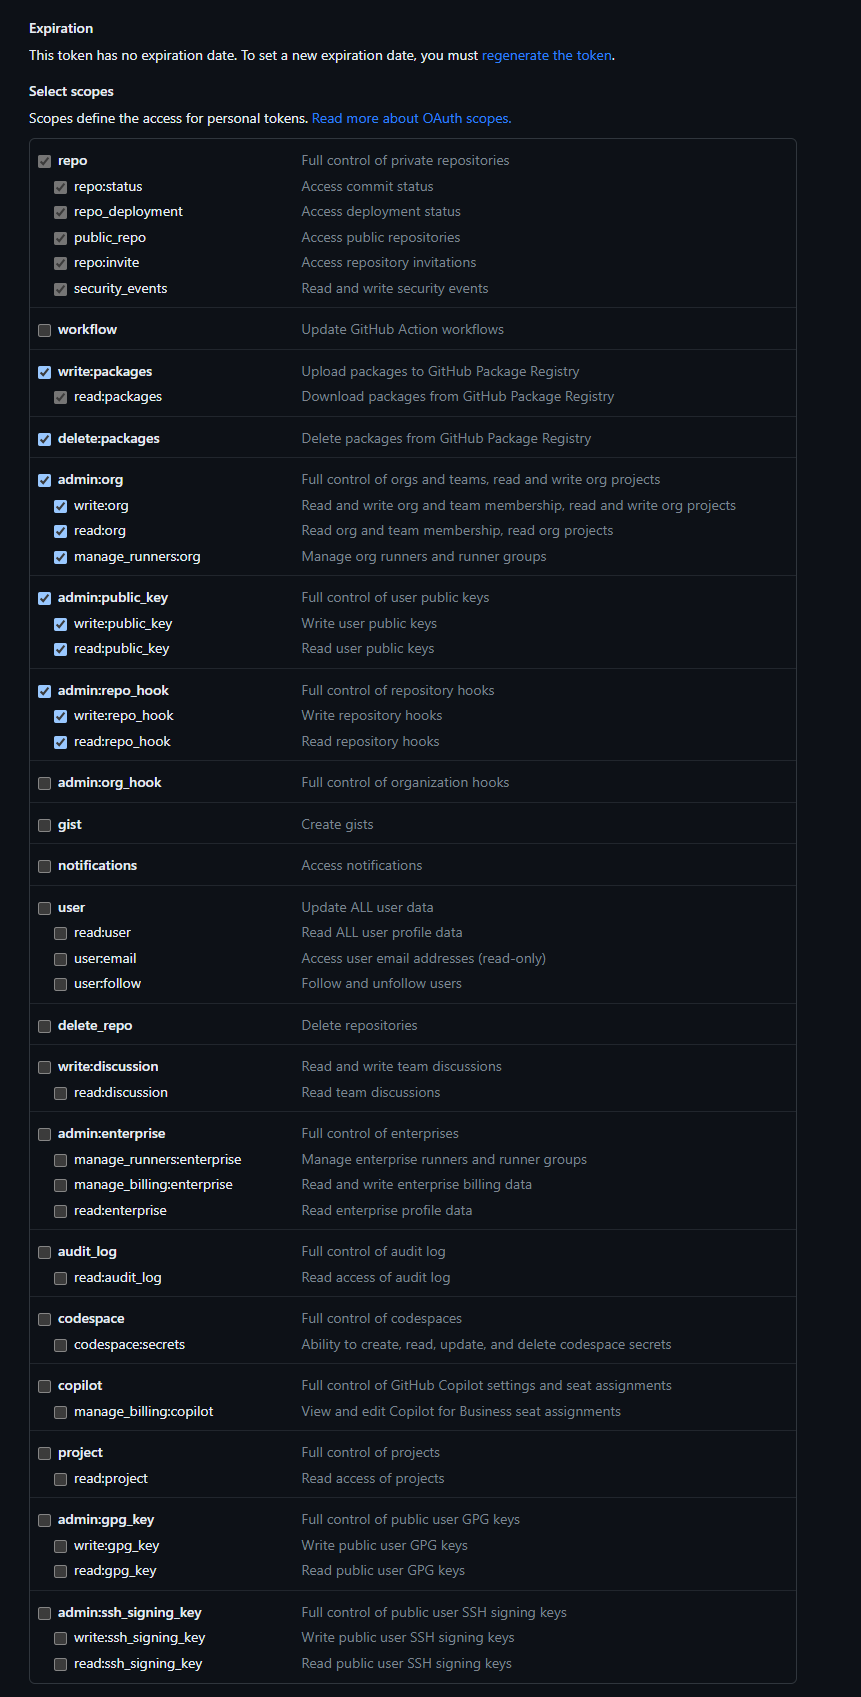 Expiration
This token has no expiration date. To set a new expiration date, you must regenerate the token.
Select scopes
Scopes define the access for personal tokens. Read more about OAuth scopes.
repo Full control of private repositories
repo:status Access commit status
repo_deployment Access deployment status
public_repo Access public repositories
repo:invite Access repository invitations
security_events Read and write security events
workflow Update GitHub Action workflows
write:packages Upload packages to GitHub Package Registry
read:packages Download packages from GitHub Package Registry
delete:packages Delete packages from GitHub Package Registry
admin:org Full control of orgs and teams, read and write org projects
write:org Read and write org and team membership, read and write org projects
read:org Read org and team membership, read org projects
manage_runners:org Manage org runners and runner groups
admin:public_key Full control of user public keys
write:public_key Write user public keys
read:public_key Read user public keys
admin:repo_hook Full control of repository hooks
write:repo_hook Write repository hooks
read:repo_hook Read repository hooks
admin:org_hook Full control of organization hooks
gist Create gists
notifications Access notifications
user Update ALL user data
read:user Read ALL user profile data
user:email Access user email addresses (read-only)
user:follow Follow and unfollow users
delete_repo Delete repositories
write:discussion Read and write team discussions
read:discussion Read team discussions
admin:enterprise Full control of enterprises
manage_runners:enterprise Manage enterprise runners and runner groups
manage_billing:enterprise Read and write enterprise billing data
read:enterprise Read enterprise profile data
audit_log Full control of audit log
read:audit_log Read access of audit log
codespace Full control of codespaces
codespace:secrets Ability to create, read, update, and delete codespace secrets
copilot Full control of GitHub Copilot settings and seat assignments
manage_billing:copilot View and edit Copilot for Business seat assignments
project Full control of projects
read:project Read access of projects
admin:gpg_key Full control of public user GPG keys
write:gpg_key Write public user GPG keys
read:gpg_key Read public user GPG keys
admin:ssh_signing_key Full control of public user SSH signing keys
write:ssh_signing_key Write public user SSH signing keys
read:ssh_signing_key Read public user SSH signing keys